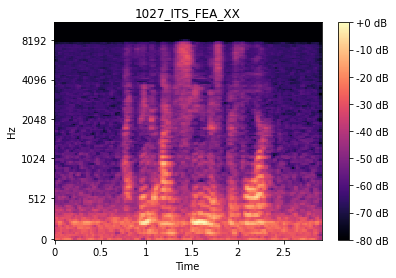 1027_ITS_FEA_XX
+0 dB
8192
-10 dB
4096
-20 dB
-30 dB
2048
Hz
-40 dB
1024
-50 dB
512
-60 dB
-70 dB
0
-80 dB
0 0.5 1 1.5 2 2.5
Time